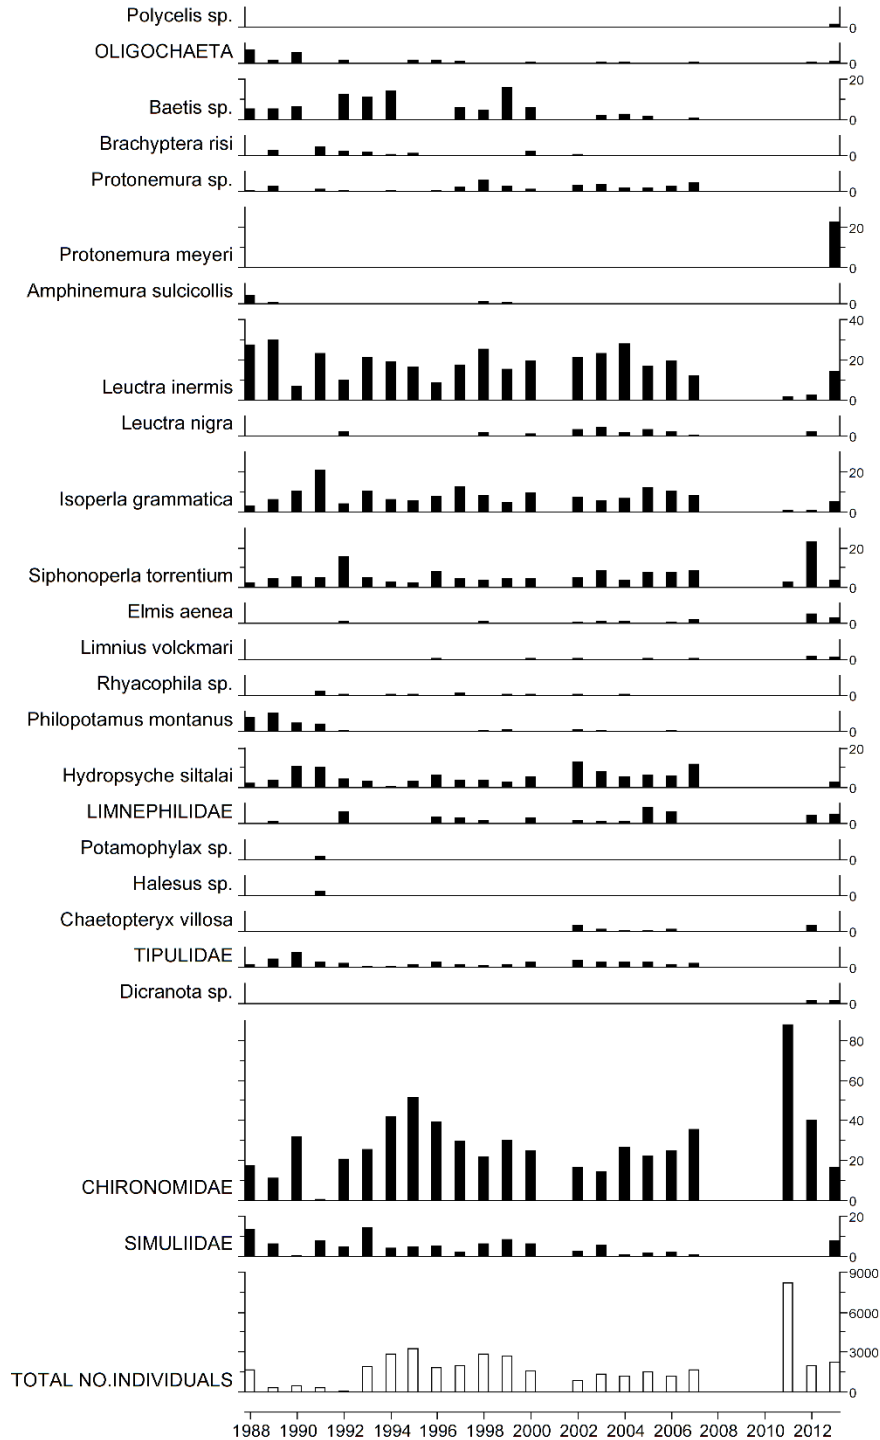 Polycelis sp.
0
OLIGOCHAETA
0
20
Baetis sp.
0
Brachyptera risi
0
Protonemura sp.
0
20
Protonemura meyeri
0
Amphinemura sulcicollis
0
40
20
Leuctra inermis
0
Leuctra nigra
0
20
Isoperla grammatica
0
20
Siphonoperla torrentium
0
Elmis aenea
0
Limnius volckmari
0
Rhyacophila sp.
0
Philopotamus montanus
0
20
Hydropsyche siltalai
0
LIMNEPHILIDAE
0
Potamophylax sp.
0
Halesus sp.
0
Chaetopteryx villosa
0
TIPULIDAE
0
Dicranota sp.
0
80
60
40
20
CHIRONOMIDAE
0
20
SIMULIIDAE
0
9000
6000
3000
TOTAL NO.INDIVIDUALS
0
1988 1990 1992 1994 1996 1998 2000 2002 2004 2006 2008 2010 2012